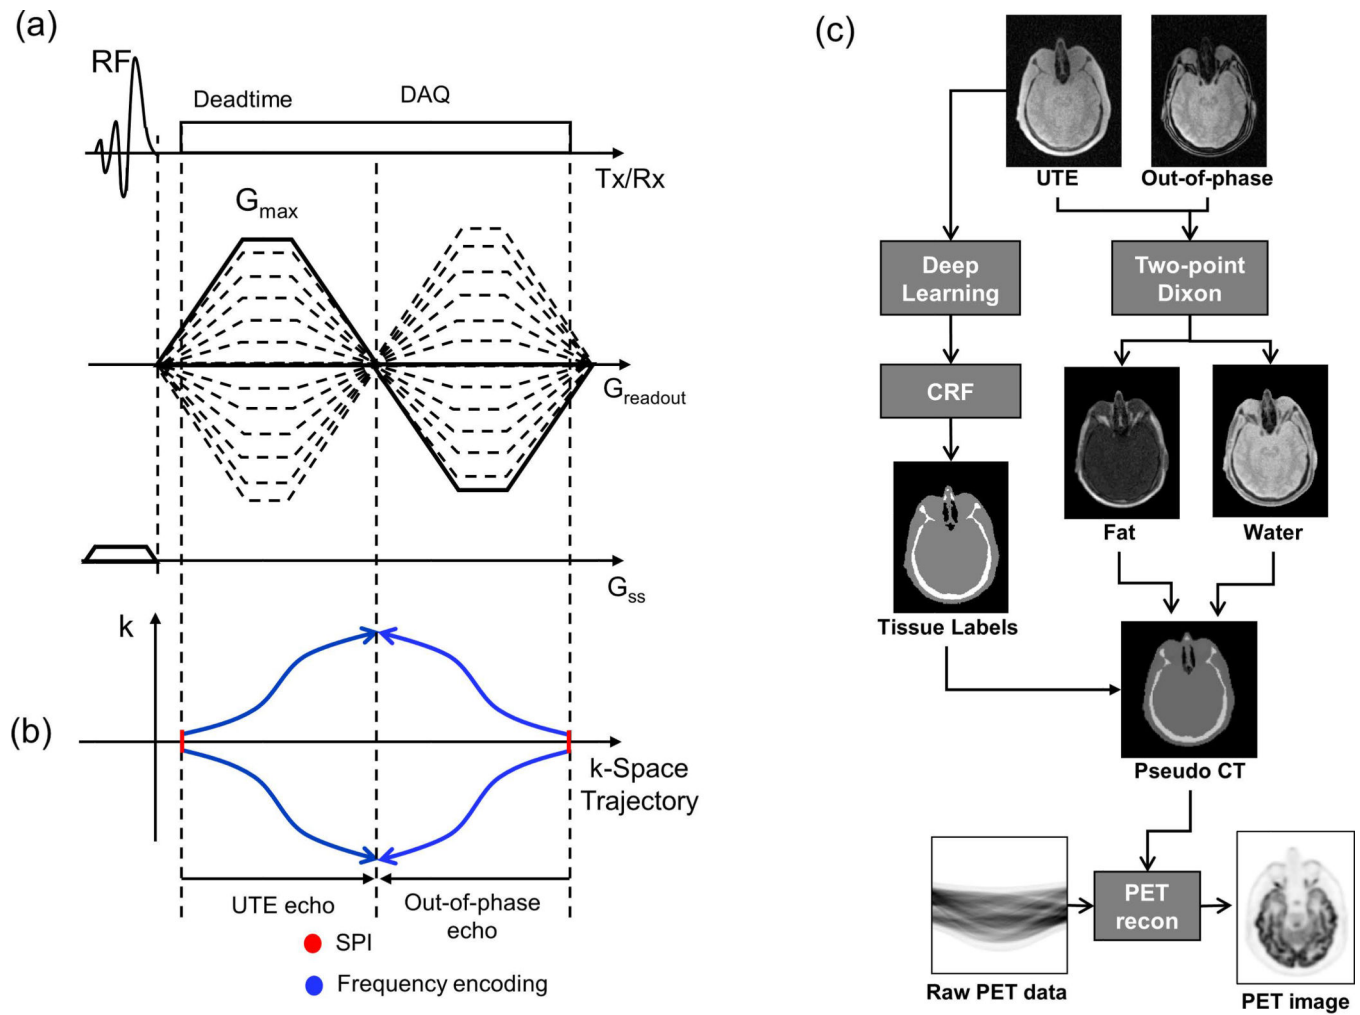 (a)
RF
Deadtime
DAQ
Tx/Rx
Gmax
Greadout
Gss
(b)
k
k-Space
Trajectory
UTE echo
Out-of-phase
echo
SPI
Frequency encoding
(c)
UTE
Out-of-phase
Deep
Learning
Two-point
Dixon
CRF
Fat
Water
Tissue Labels
Pseudo CT
PET
recon
Raw PET data
PET image